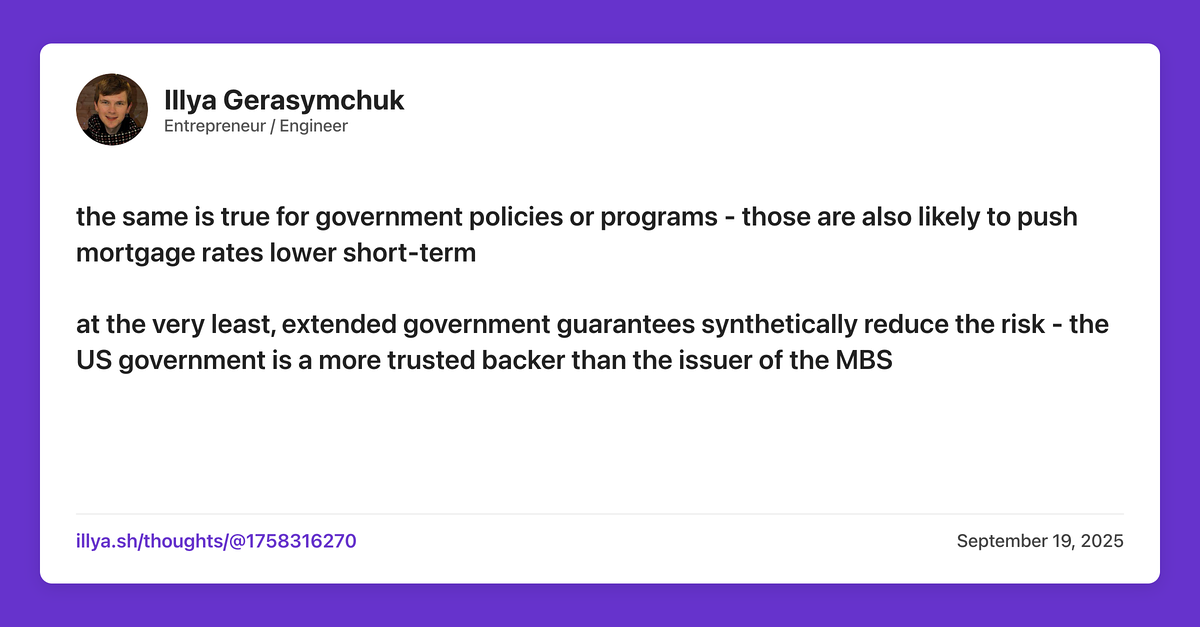 Illya Gerasymchuk
Entrepreneur / Engineer
the same is true for government policies or programs - those are also likely to push
mortgage rates lower short-term
at the very least, extended government guarantees synthetically reduce the risk - the
US government is a more trusted backer than the issuer of the MBS
illya.sh/thoughts/@1758316270
September 19, 2025